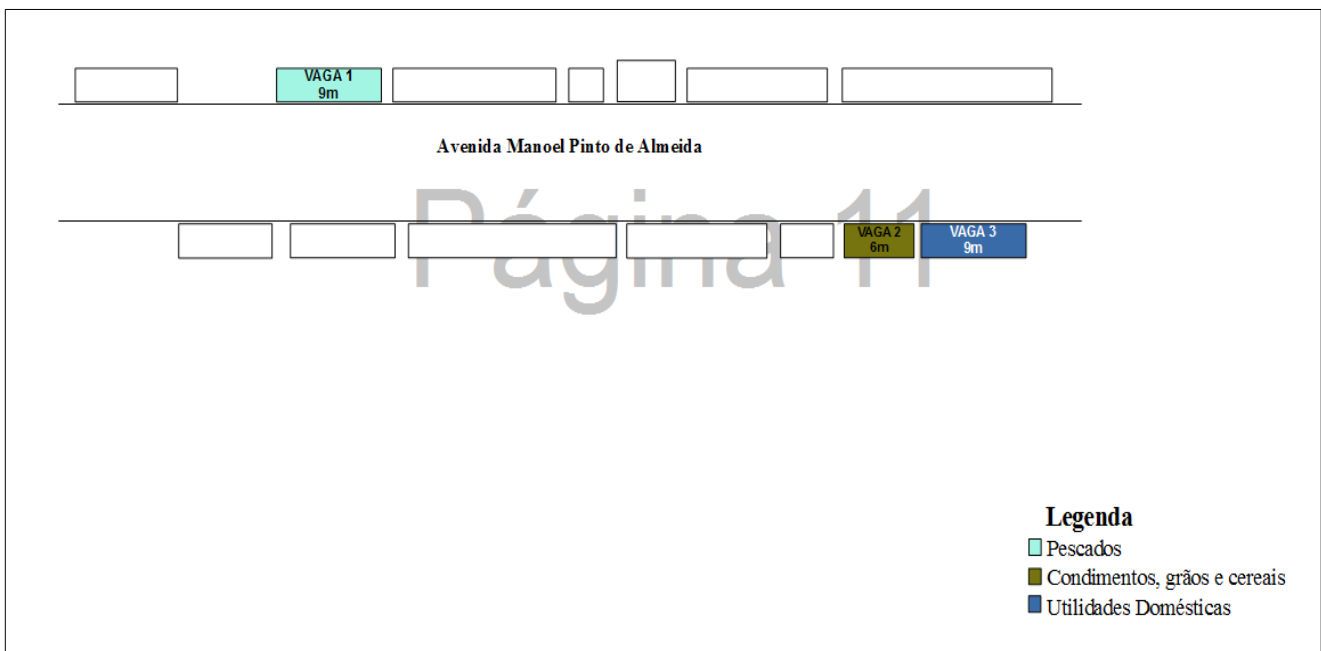 VAGA 1
9m
Avenida Manoel Pinto de Almeida
Página 11
VAGA 2
6m
VAGA 3
9m
Legenda
Pescados
Condimentos, grãos e cereais
Utilidades Domésticas